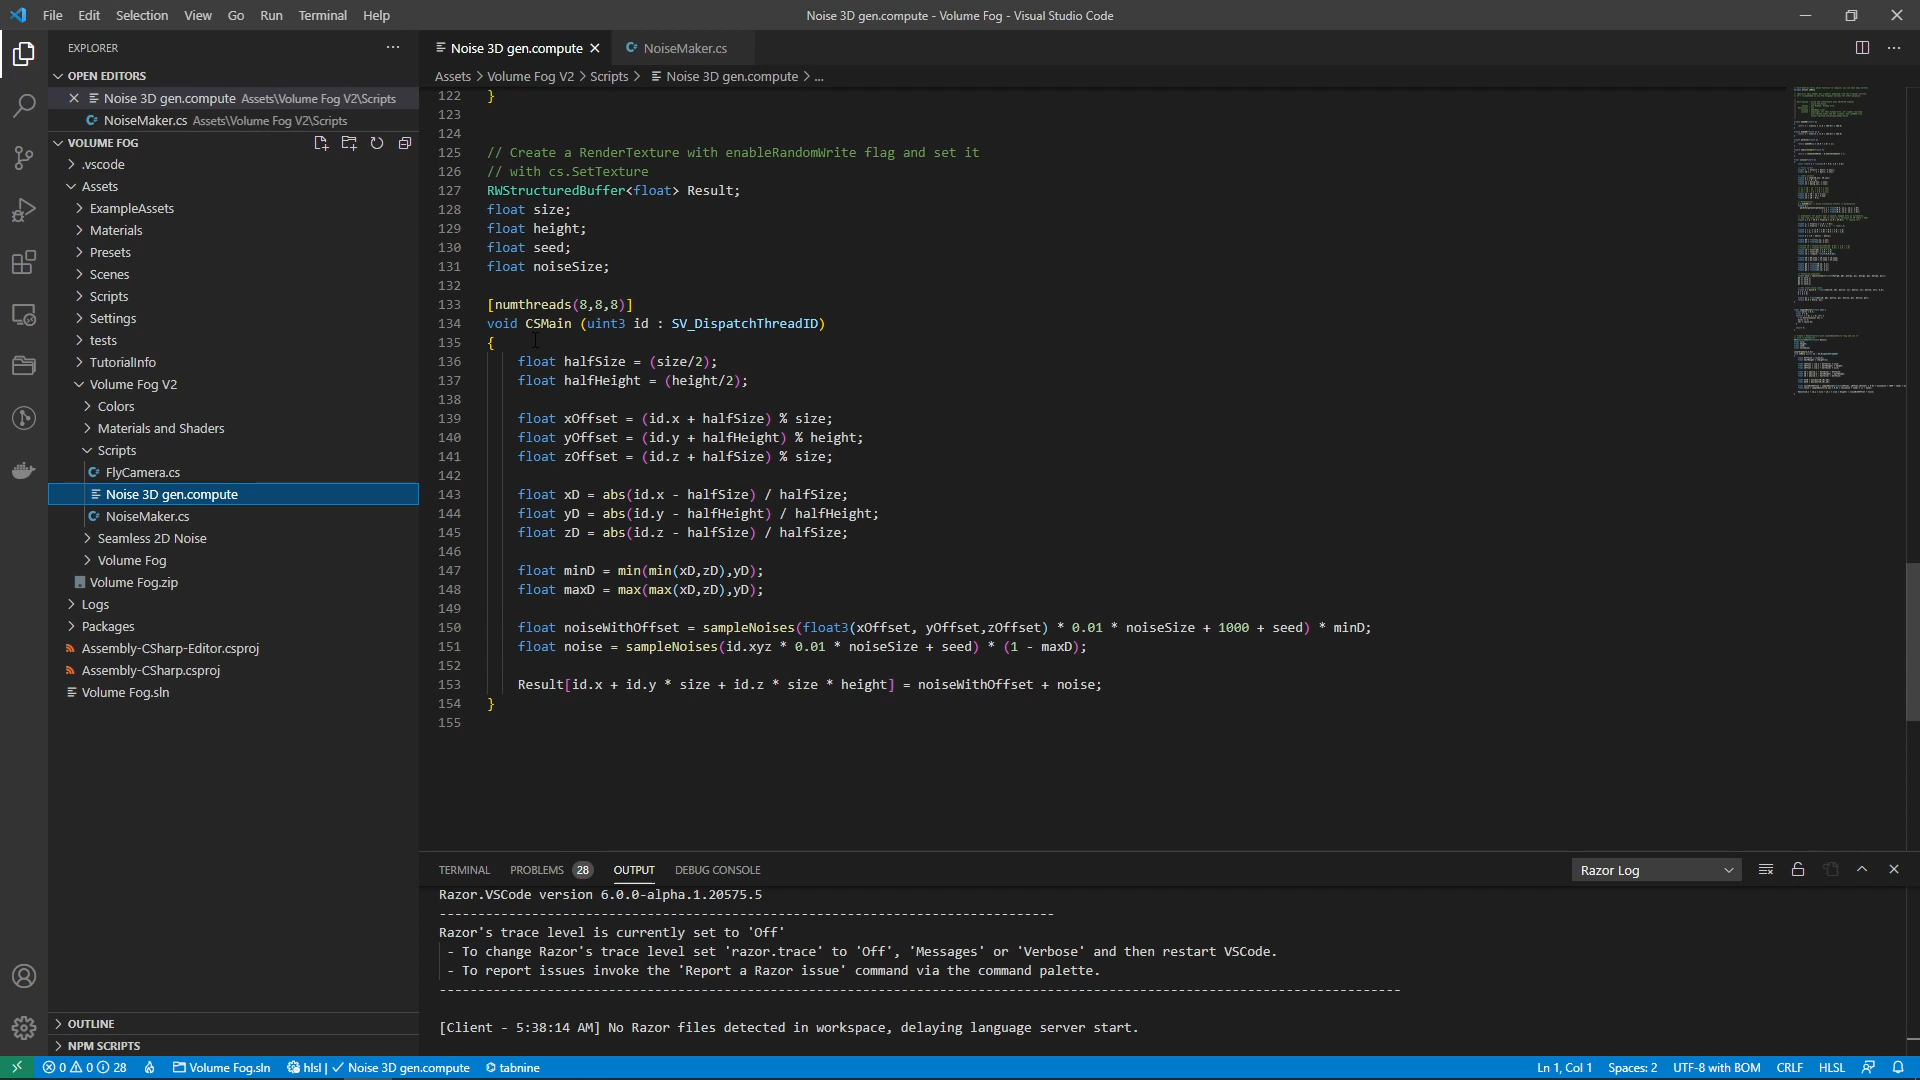 File Edit Selection View Go Run Terminal Help
Noise 3D gen.compute - Volume Fog - Visual Studio Code
EXPLORER
OPEN EDITORS
Noise 3D gen.compute Assets\Volume Fog V2\Scripts
NoiseMaker.cs Assets\Volume Fog V2\Scripts
VOLUME FOG
.vscode
Assets
ExampleAssets
Materials
Presets
Scenes
Scripts
Settings
tests
TutorialInfo
Volume Fog V2
Colors
Materials and Shaders
Scripts
FlyCamera.cs
Noise 3D gen.compute
NoiseMaker.cs
Seamless 2D Noise
Volume Fog
Volume Fog.zip
Logs
Packages
Assembly-CSharp-Editor.csproj
Assembly-CSharp.csproj
Volume Fog.sln
OUTLINE
NPM SCRIPTS
Noise 3D gen.compute
NoiseMaker.cs
Assets > Volume Fog V2 > Scripts > Noise 3D gen.compute > ...
122 }
123
124
125 // Create a RenderTexture with enableRandomWrite flag and set it
126 // with cs.SetTexture
127 RWStructuredBuffer<float> Result;
128 float size;
129 float height;
130 float seed;
131 float noiseSize;
132
133 [numthreads(8,8,8)]
134 void CSMain (uint3 id : SV_DispatchThreadID)
135 {
136 float halfSize = (size/2);
137 float halfHeight = (height/2);
138
139 float xOffset = (id.x + halfSize) % size;
140 float yOffset = (id.y + halfHeight) % height;
141 float zOffset = (id.z + halfSize) % size;
142
143 float xD = abs(id.x - halfSize) / halfSize;
144 float yD = abs(id.y - halfHeight) / halfHeight;
145 float zD = abs(id.z - halfSize) / halfSize;
146
147 float minD = min(min(xD,zD),yD);
148 float maxD = max(max(xD,zD),yD);
149
150 float noiseWithOffset = sampleNoises(float3(xOffset, yOffset,zOffset) * 0.01 * noiseSize + 1000 + seed) * minD;
151 float noise = sampleNoises(id.xyz * 0.01 * noiseSize + seed) * (1 - maxD);
152
153 Result[id.x + id.y * size + id.z * size * height] = noiseWithOffset + noise;
154 }
155
TERMINAL PROBLEMS 28 OUTPUT DEBUG CONSOLE
Razor Log
Razor.VSCode version 6.0.0-alpha.1.20575.5
--------------------------------------------------------------------------------
Razor's trace level is currently set to 'Off'
- To change Razor's trace level set 'razor.trace' to 'Off', 'Messages' or 'Verbose' and then restart VSCode.
- To report issues invoke the 'Report a Razor issue' command via the command palette.
-----------------------------------------------------------------------------------------------------------------------------
[Client - 5:38:14 AM] No Razor files detected in workspace, delaying language server start.
0 0 28 Volume Fog.sln hlsl | ✓ Noise 3D gen.compute tabnine
Ln 1, Col 1 Spaces: 2 UTF-8 with BOM CRLF HLSL